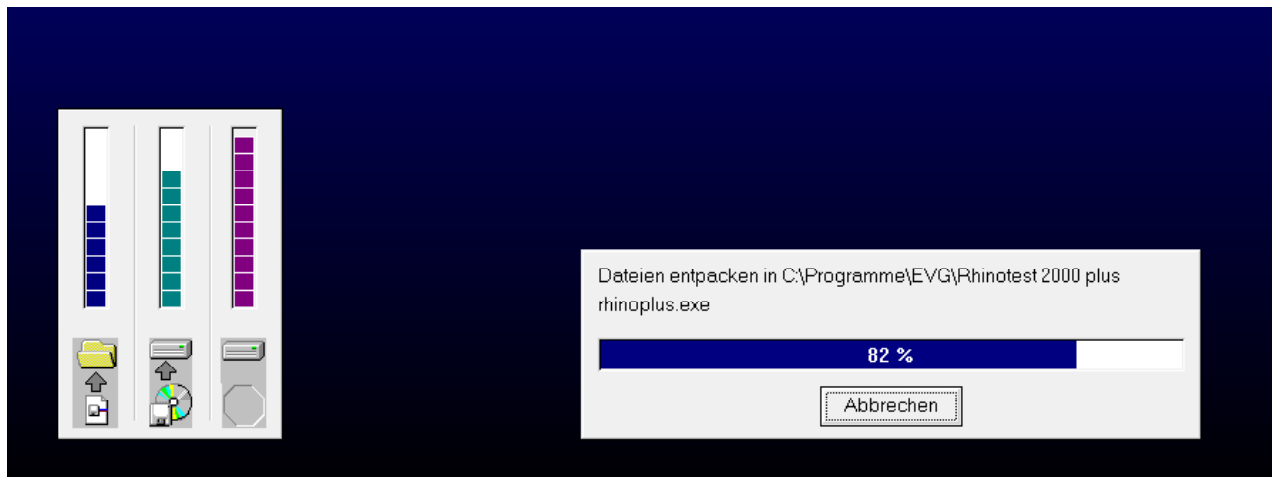 Dateien entpacken in C:\Programme\EVG\Rhinotest 2000 plus
rhinoplus.exe
82 %
Abbrechen